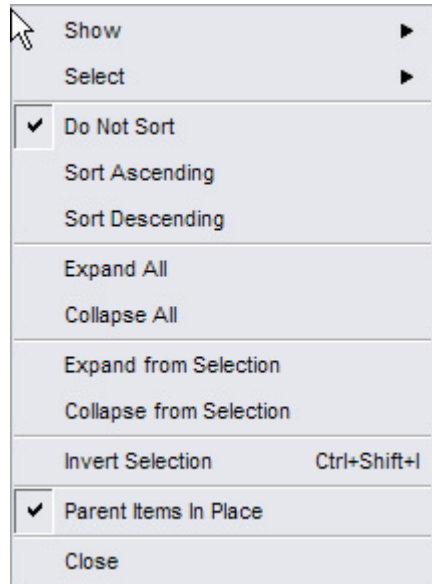 Show
Select
Do Not Sort
Sort Ascending
Sort Descending
Expand All
Collapse All
Expand from Selection
Collapse from Selection
Invert Selection Ctrl+Shift+I
Parent Items In Place
Close